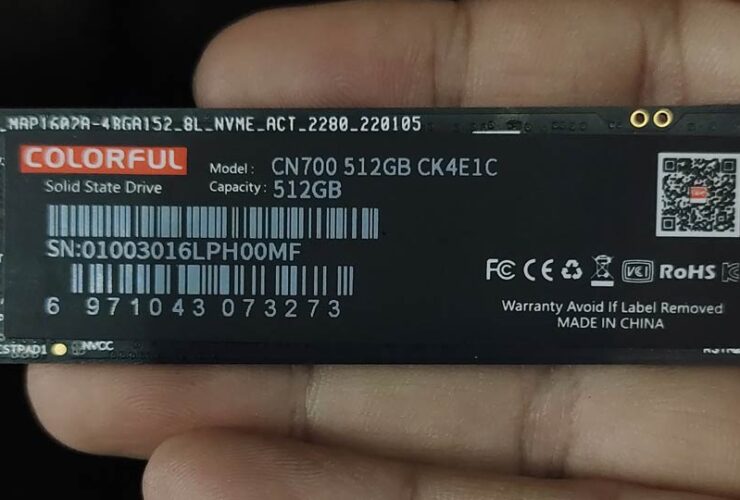 _MAP1602A-4BGA152_8L_NVME_ACT_2280_220105
COLORFUL
Solid State Drive
Model: CN700 512GB CK4E1C
Capacity: 512GB
SN:01003016LPH00MF
6 971043 073273
FC CE VCI RoHS
Warranty Avoid If Label Removed
MADE IN CHINA
NVCC